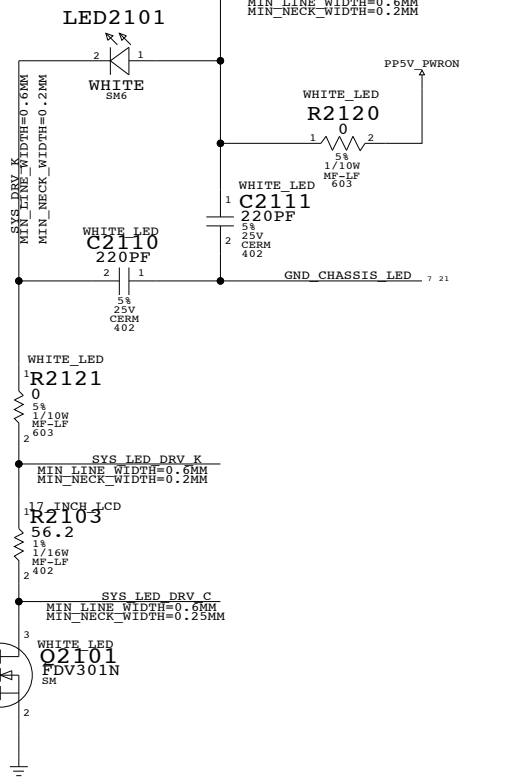 MIN_LINE_WIDTH=0.6MM
MIN_NECK_WIDTH=0.2MM
LED2101
2
1
WHITE
SM6
SYS_DRV_K
MIN_LINE_WIDTH=0.6MM
MIN_NECK_WIDTH=0.2MM
PP5V_PWRON
WHITE_LED
R2120
0
1
2
5%
1/10W
MF-LF
603
WHITE_LED
1
C2111
220PF
5%
2
25V
CERM
402
WHITE_LED
C2110
220PF
2
1
5%
25V
CERM
402
GND_CHASSIS_LED
7 21
WHITE_LED
1
R2121
0
5%
1/10W
MF-LF
603
2
SYS_LED_DRV_K
MIN_LINE_WIDTH=0.6MM
MIN_NECK_WIDTH=0.2MM
17_INCH_LCD
1
R2103
56.2
1%
1/16W
MF-LF
402
2
SYS_LED_DRV_C
MIN_LINE_WIDTH=0.6MM
MIN_NECK_WIDTH=0.25MM
3
WHITE_LED
Q2101
FDV301N
SM
2